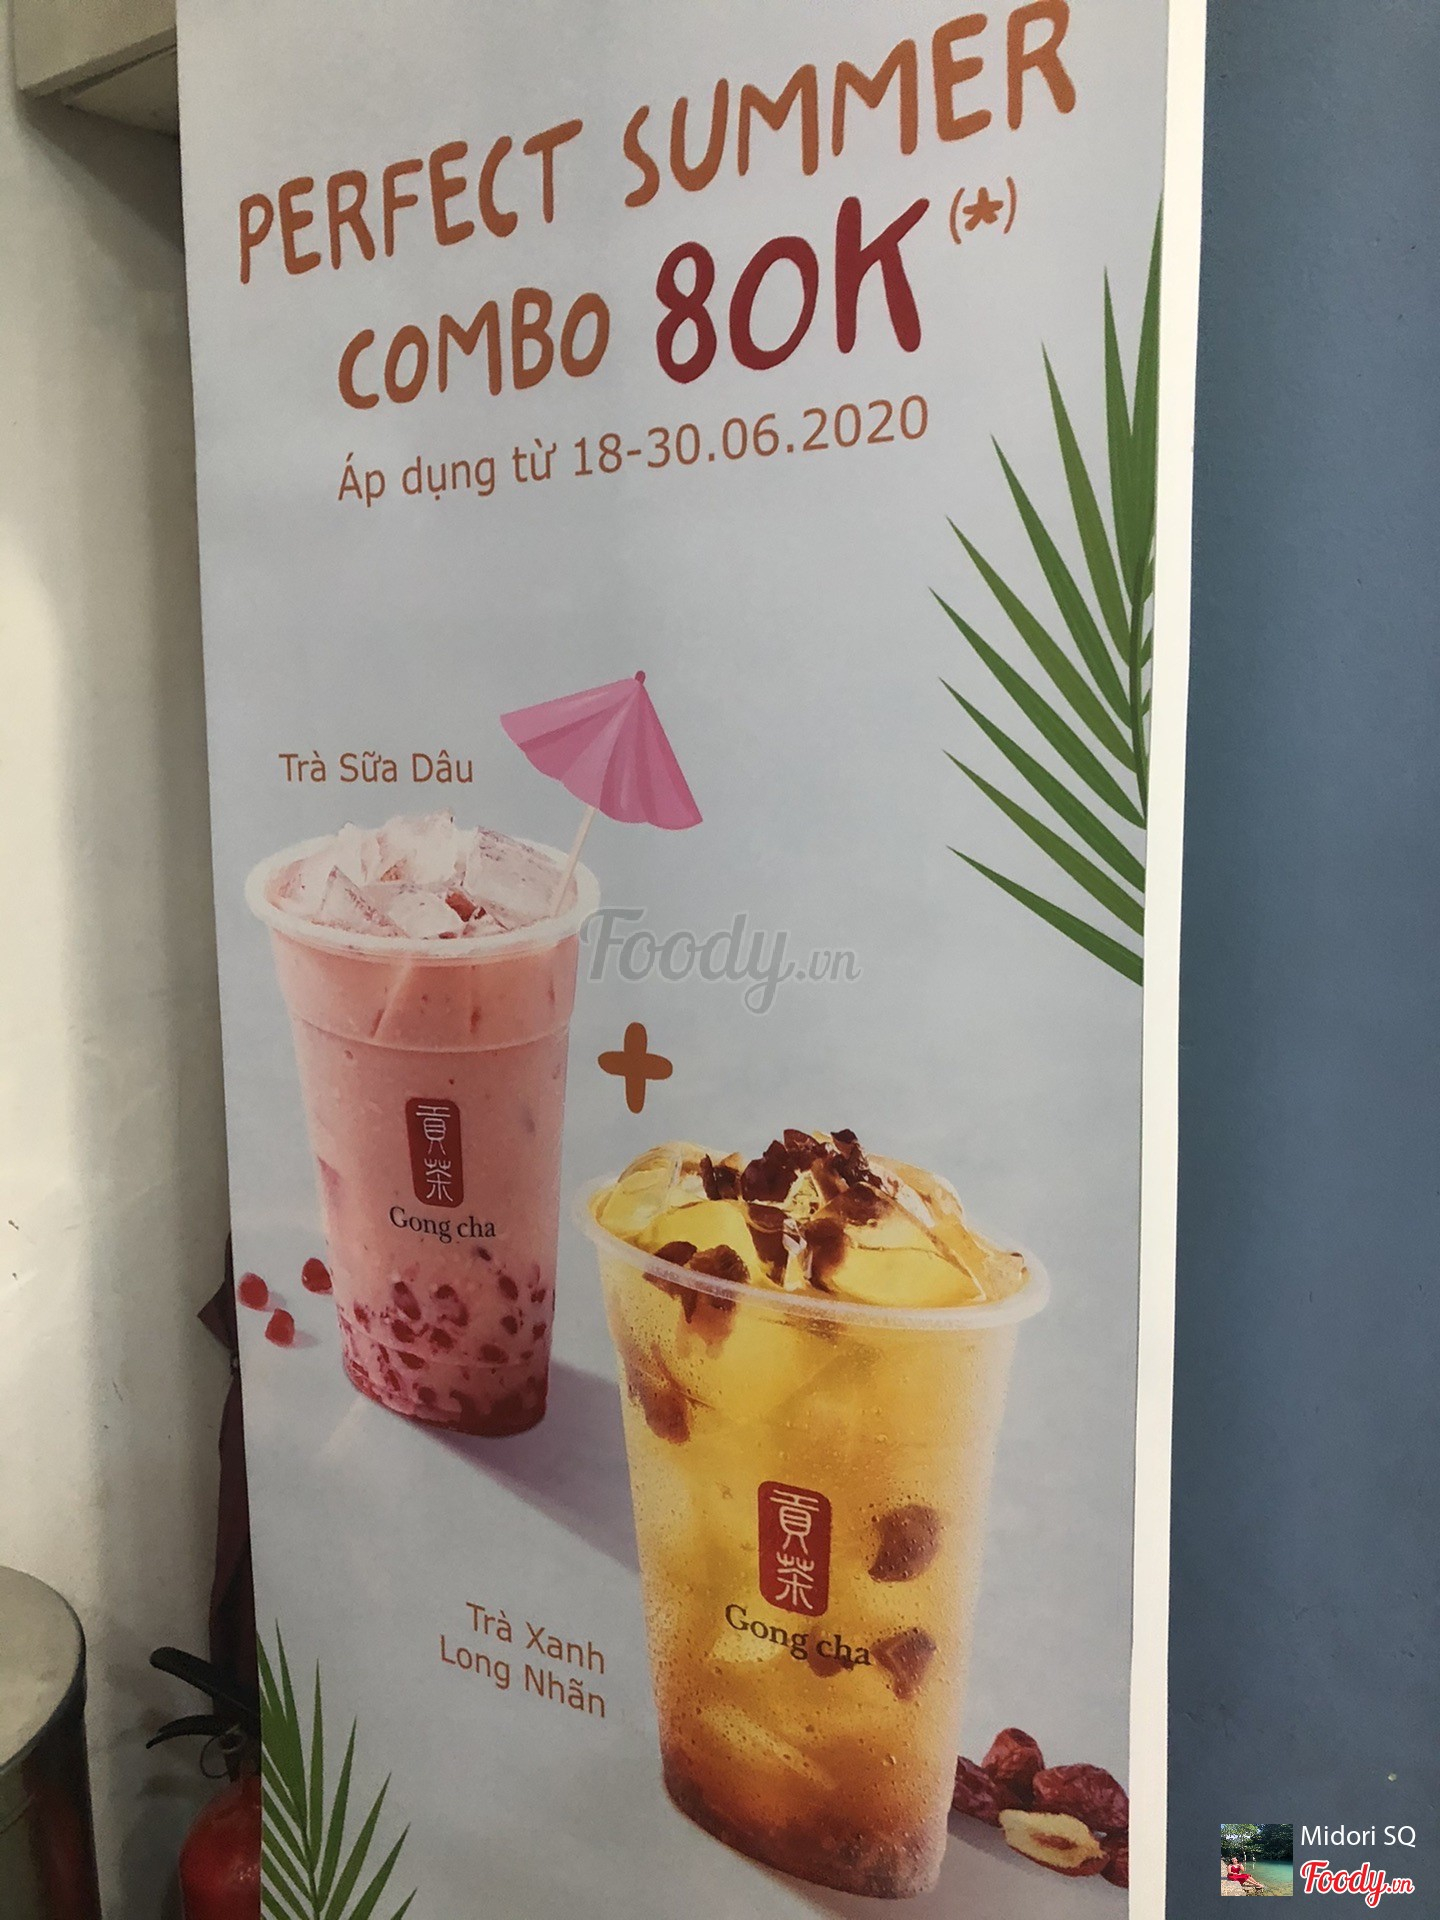 PERFECT SUMMER
COMBO 80K (*)
Áp dụng từ 18-30.06.2020
Trà Sữa Dâu
Foody.vn
+
貢茶
Gong cha
貢茶
Gong cha
Trà Xanh
Long Nhãn
Midori SQ
Foody.vn